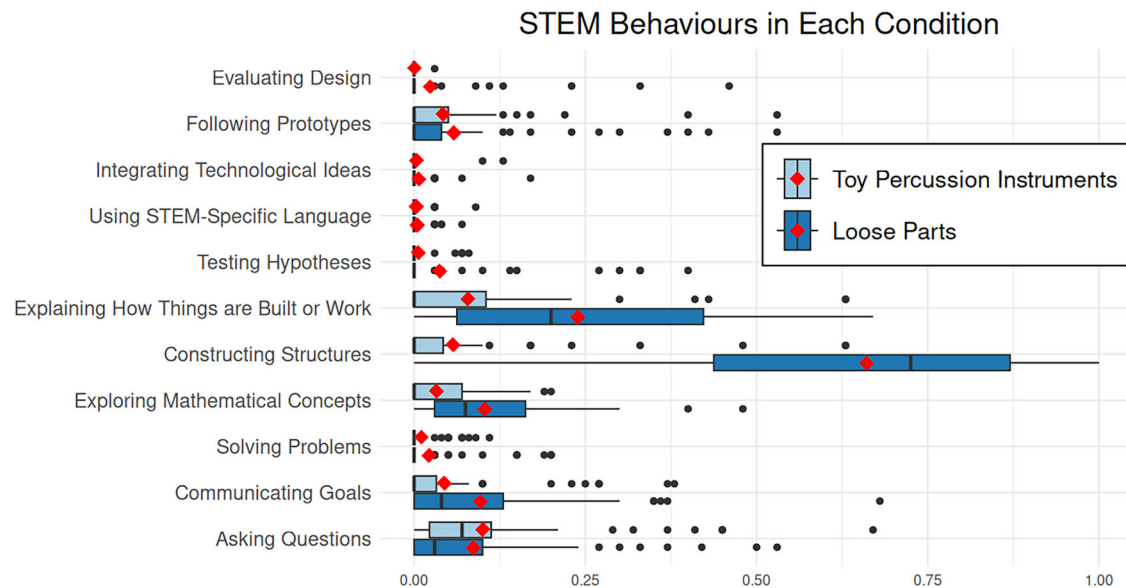 STEM Behaviours in Each Condition
Evaluating Design
Following Prototypes
Integrating Technological Ideas
Using STEM-Specific Language
Testing Hypotheses
Explaining How Things are Built or Work
Constructing Structures
Exploring Mathematical Concepts
Solving Problems
Communicating Goals
Asking Questions
Toy Percussion Instruments
Loose Parts
0.00 0.25 0.50 0.75 1.00